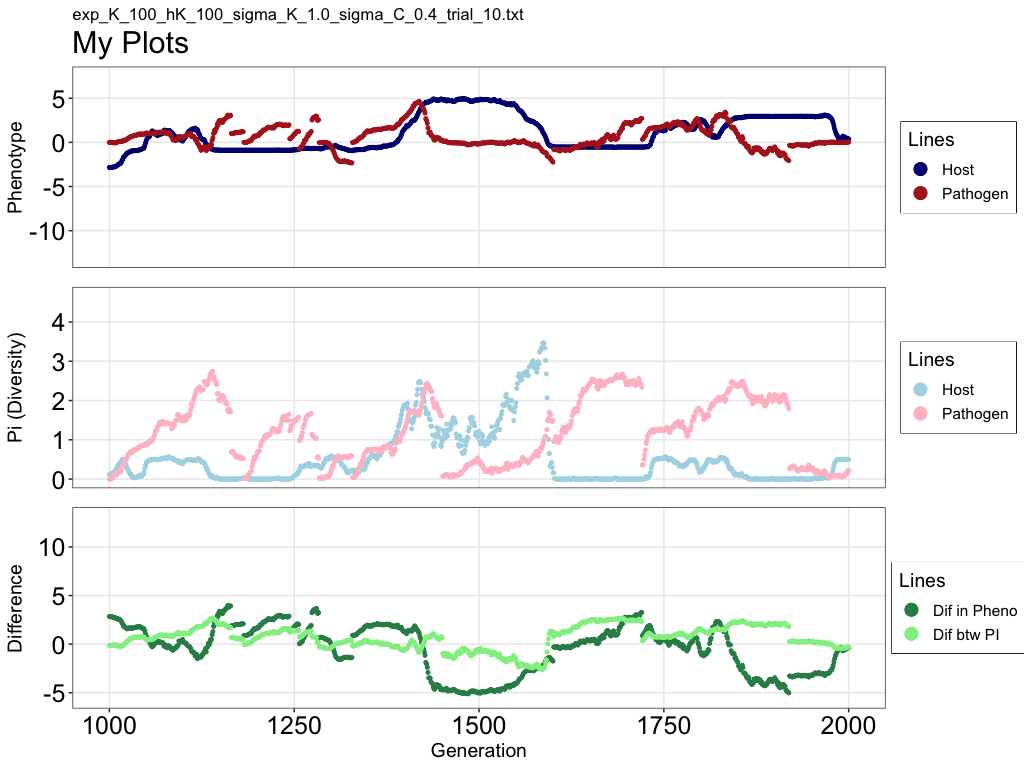 exp_K_100_hK_100_sigma_K_1.0_sigma_C_0.4_trial_10.txt
My Plots
Phenotype
5
0
-5
-10
Lines
Host
Pathogen
Pi (Diversity)
4
3
2
1
0
Lines
Host
Pathogen
Difference
10
5
0
-5
Lines
Dif in Pheno
Dif btw PI
1000 1250 1500 1750 2000
Generation